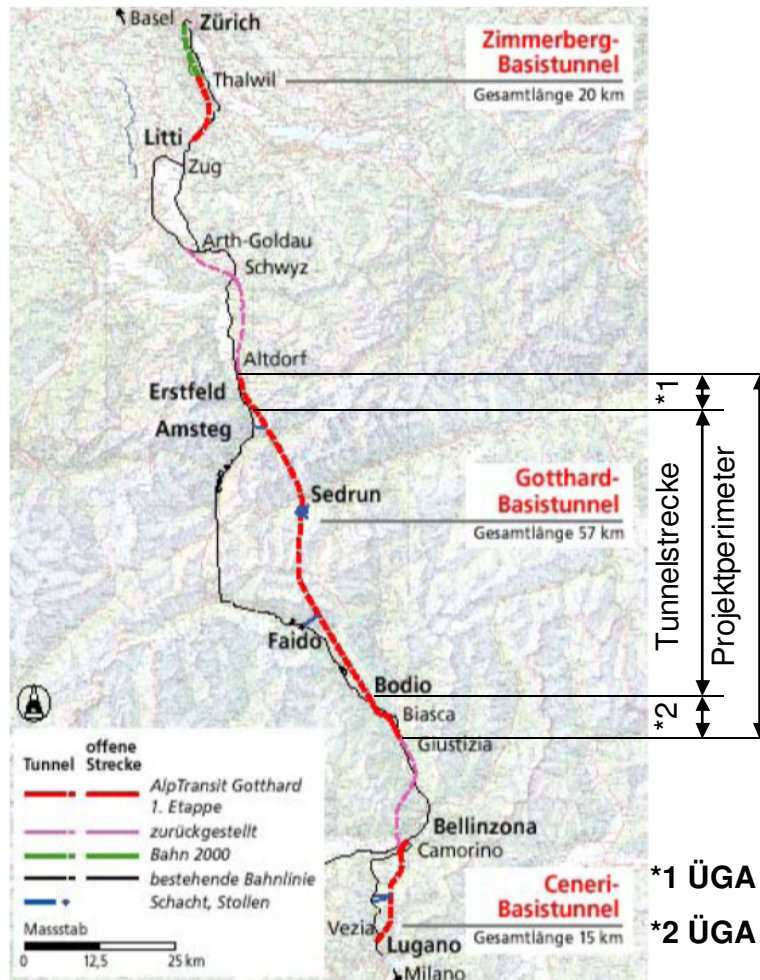 Basel
Zürich
Zimmerberg-
Basistunnel
Thalwil
Gesamtlänge 20 km
Litti
Zug
Arth-Goldau
Schwyz
Altdorf
Erstfeld
*1
Amsteg
Sedrun
Gotthard-
Basistunnel
Gesamtlänge 57 km
Tunnelstrecke
Projektperimeter
Faido
Bodio
Biasca
*2
Giustizia
Tunnel offene
Strecke
AlpTransit Gotthard
1. Etappe
zurückgestellt
Bahn 2000
bestehende Bahnlinie
Schacht, Stollen
Massstab
0 12,5 25 km
Bellinzona
Camorino
Ceneri-
Basistunnel
Vezia
Lugano
Gesamtlänge 15 km
Milano
*1 ÜGA
*2 ÜGA